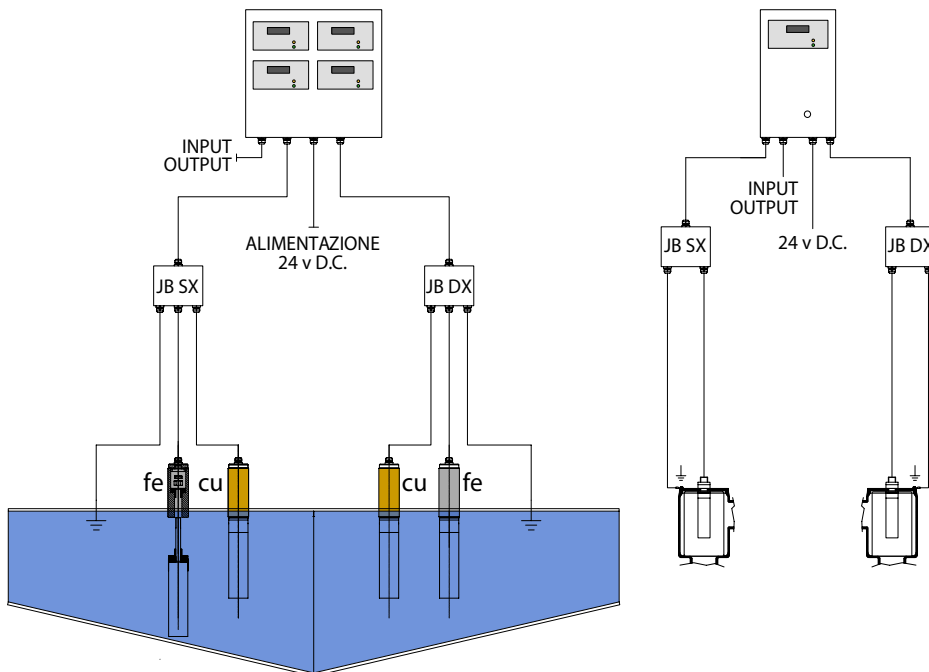 INPUT
OUTPUT
ALIMENTAZIONE
24 v D.C.
JB SX
JB DX
fe
cu
cu
fe
INPUT
OUTPUT
24 v D.C.
JB SX
JB DX